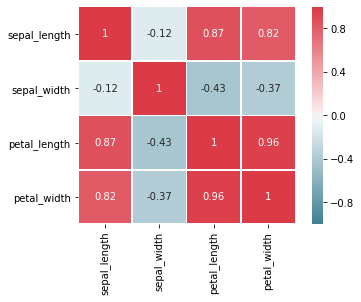 sepal_length 1 -0.12 0.87 0.82
sepal_width -0.12 1 -0.43 -0.37
petal_length 0.87 -0.43 1 0.96
petal_width 0.82 -0.37 0.96 1
sepal_length
sepal_width
petal_length
petal_width
0.8
0.4
0.0
−0.4
−0.8